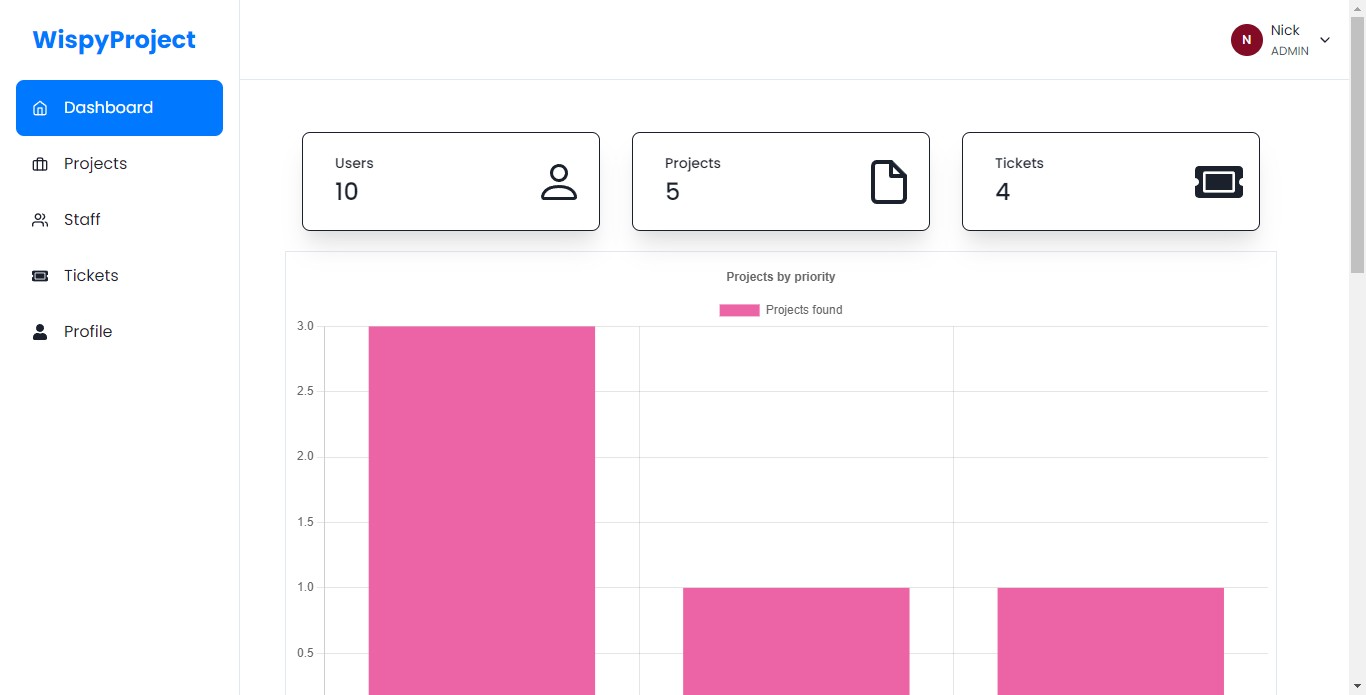 WispyProject
Dashboard
Projects
Staff
Tickets
Profile
N
Nick
ADMIN
Users
10
Projects
5
Tickets
4
Projects by priority
Projects found
3.0
2.5
2.0
1.5
1.0
0.5